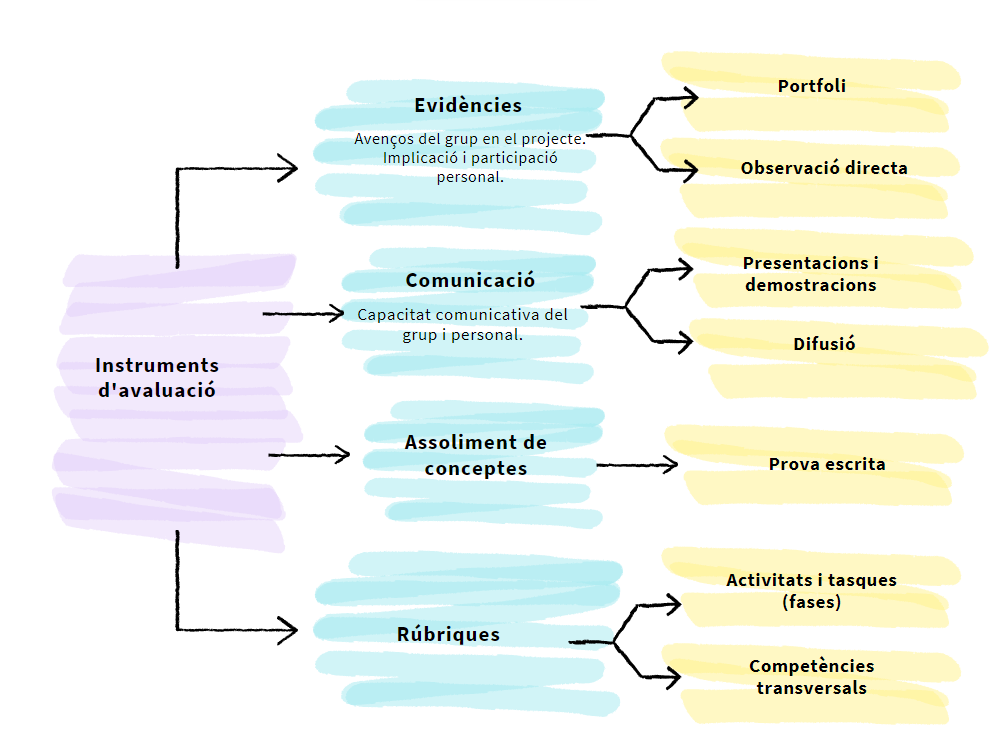 Instruments
d'avaluació
Evidències
Avenços del grup en el projecte.
Implicació i participació
personal.
Portfoli
Observació directa
Comunicació
Capacitat comunicativa del
grup i personal.
Presentacions i
demostracions
Difusió
Assoliment de
conceptes
Prova escrita
Rúbriques
Activitats i tasques
(fases)
Competències
transversals